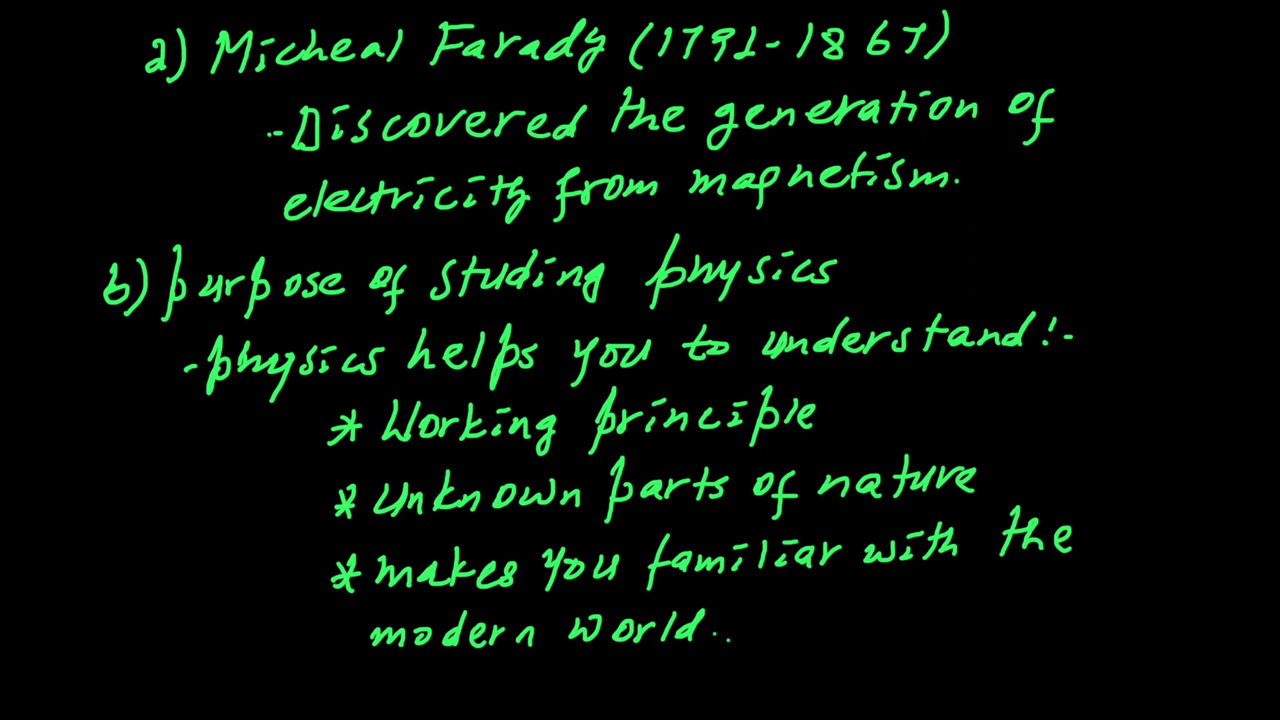 a) Micheal Farady (1791-1867)
- Discovered the generation of
electricity from magnetism.
b) purpose of studing physics
- physics helps you to understand:-
* Working principle
* Unknown parts of nature
* makes you familiar with the
modern world..